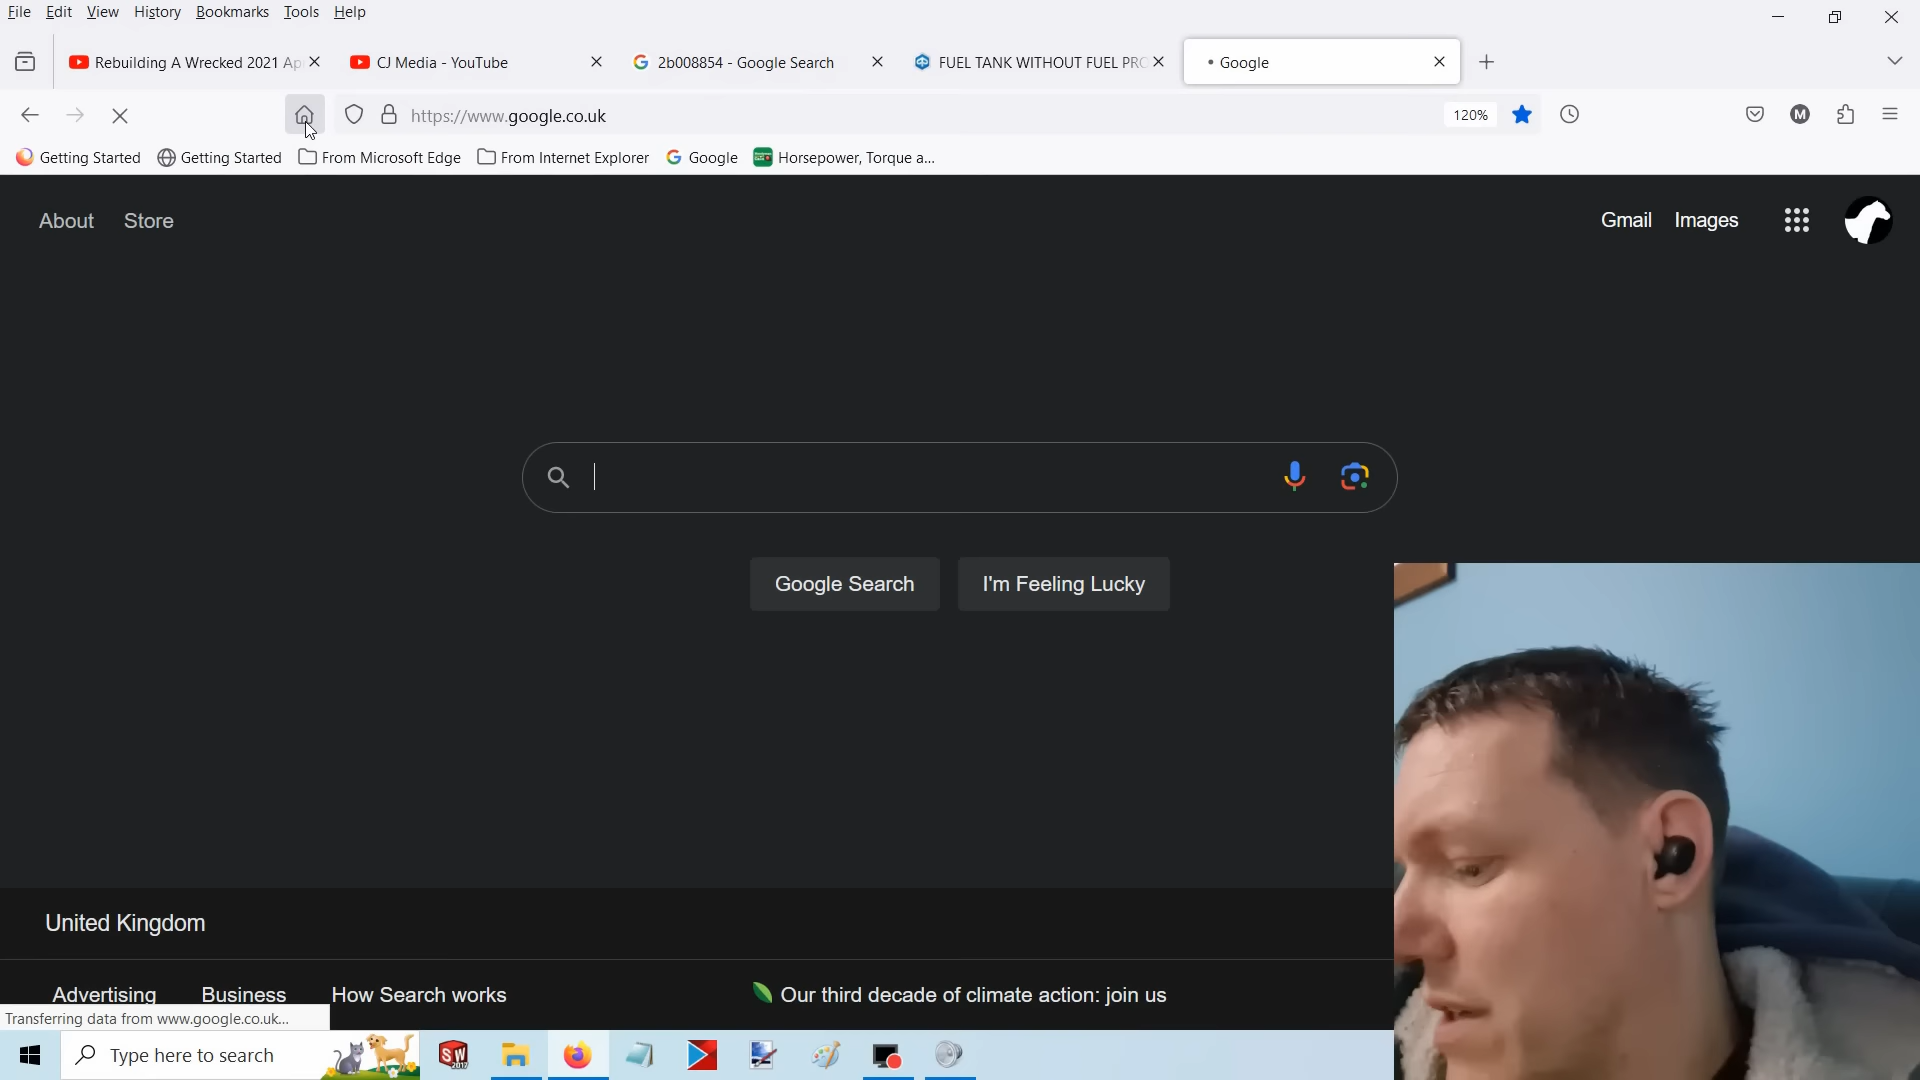 File Edit View History Bookmarks Tools Help
Rebuilding A Wrecked 2021 Ap
CJ Media - YouTube
2b008854 - Google Search
FUEL TANK WITHOUT FUEL PRO
Google
https://www.google.co.uk
120%
M
Getting Started
Getting Started
From Microsoft Edge
From Internet Explorer
Google
Horsepower, Torque a...
About Store
Gmail Images
Google Search
I'm Feeling Lucky
United Kingdom
Advertising Business How Search works
Our third decade of climate action: join us
Transferring data from www.google.co.uk...
Type here to search
SW
2017